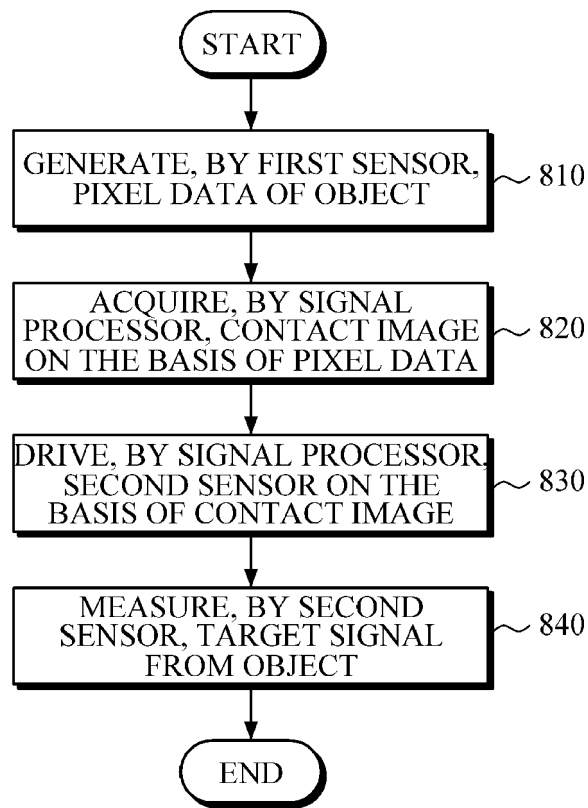 START
GENERATE, BY FIRST SENSOR,
PIXEL DATA OF OBJECT
810
ACQUIRE, BY SIGNAL
PROCESSOR, CONTACT IMAGE
ON THE BASIS OF PIXEL DATA
820
DRIVE, BY SIGNAL PROCESSOR,
SECOND SENSOR ON THE
BASIS OF CONTACT IMAGE
830
MEASURE, BY SECOND
SENSOR, TARGET SIGNAL
FROM OBJECT
840
END